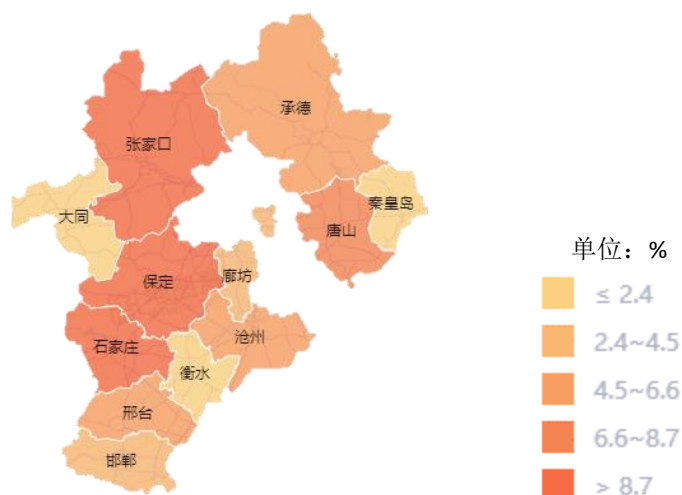 承德
张家口
秦皇岛
大同
唐山
单位：%
保定
廊坊
≤ 2.4
沧州
2.4~4.5
石家庄
衡水
4.5~6.6
邢台
6.6~8.7
邯郸
> 8.7